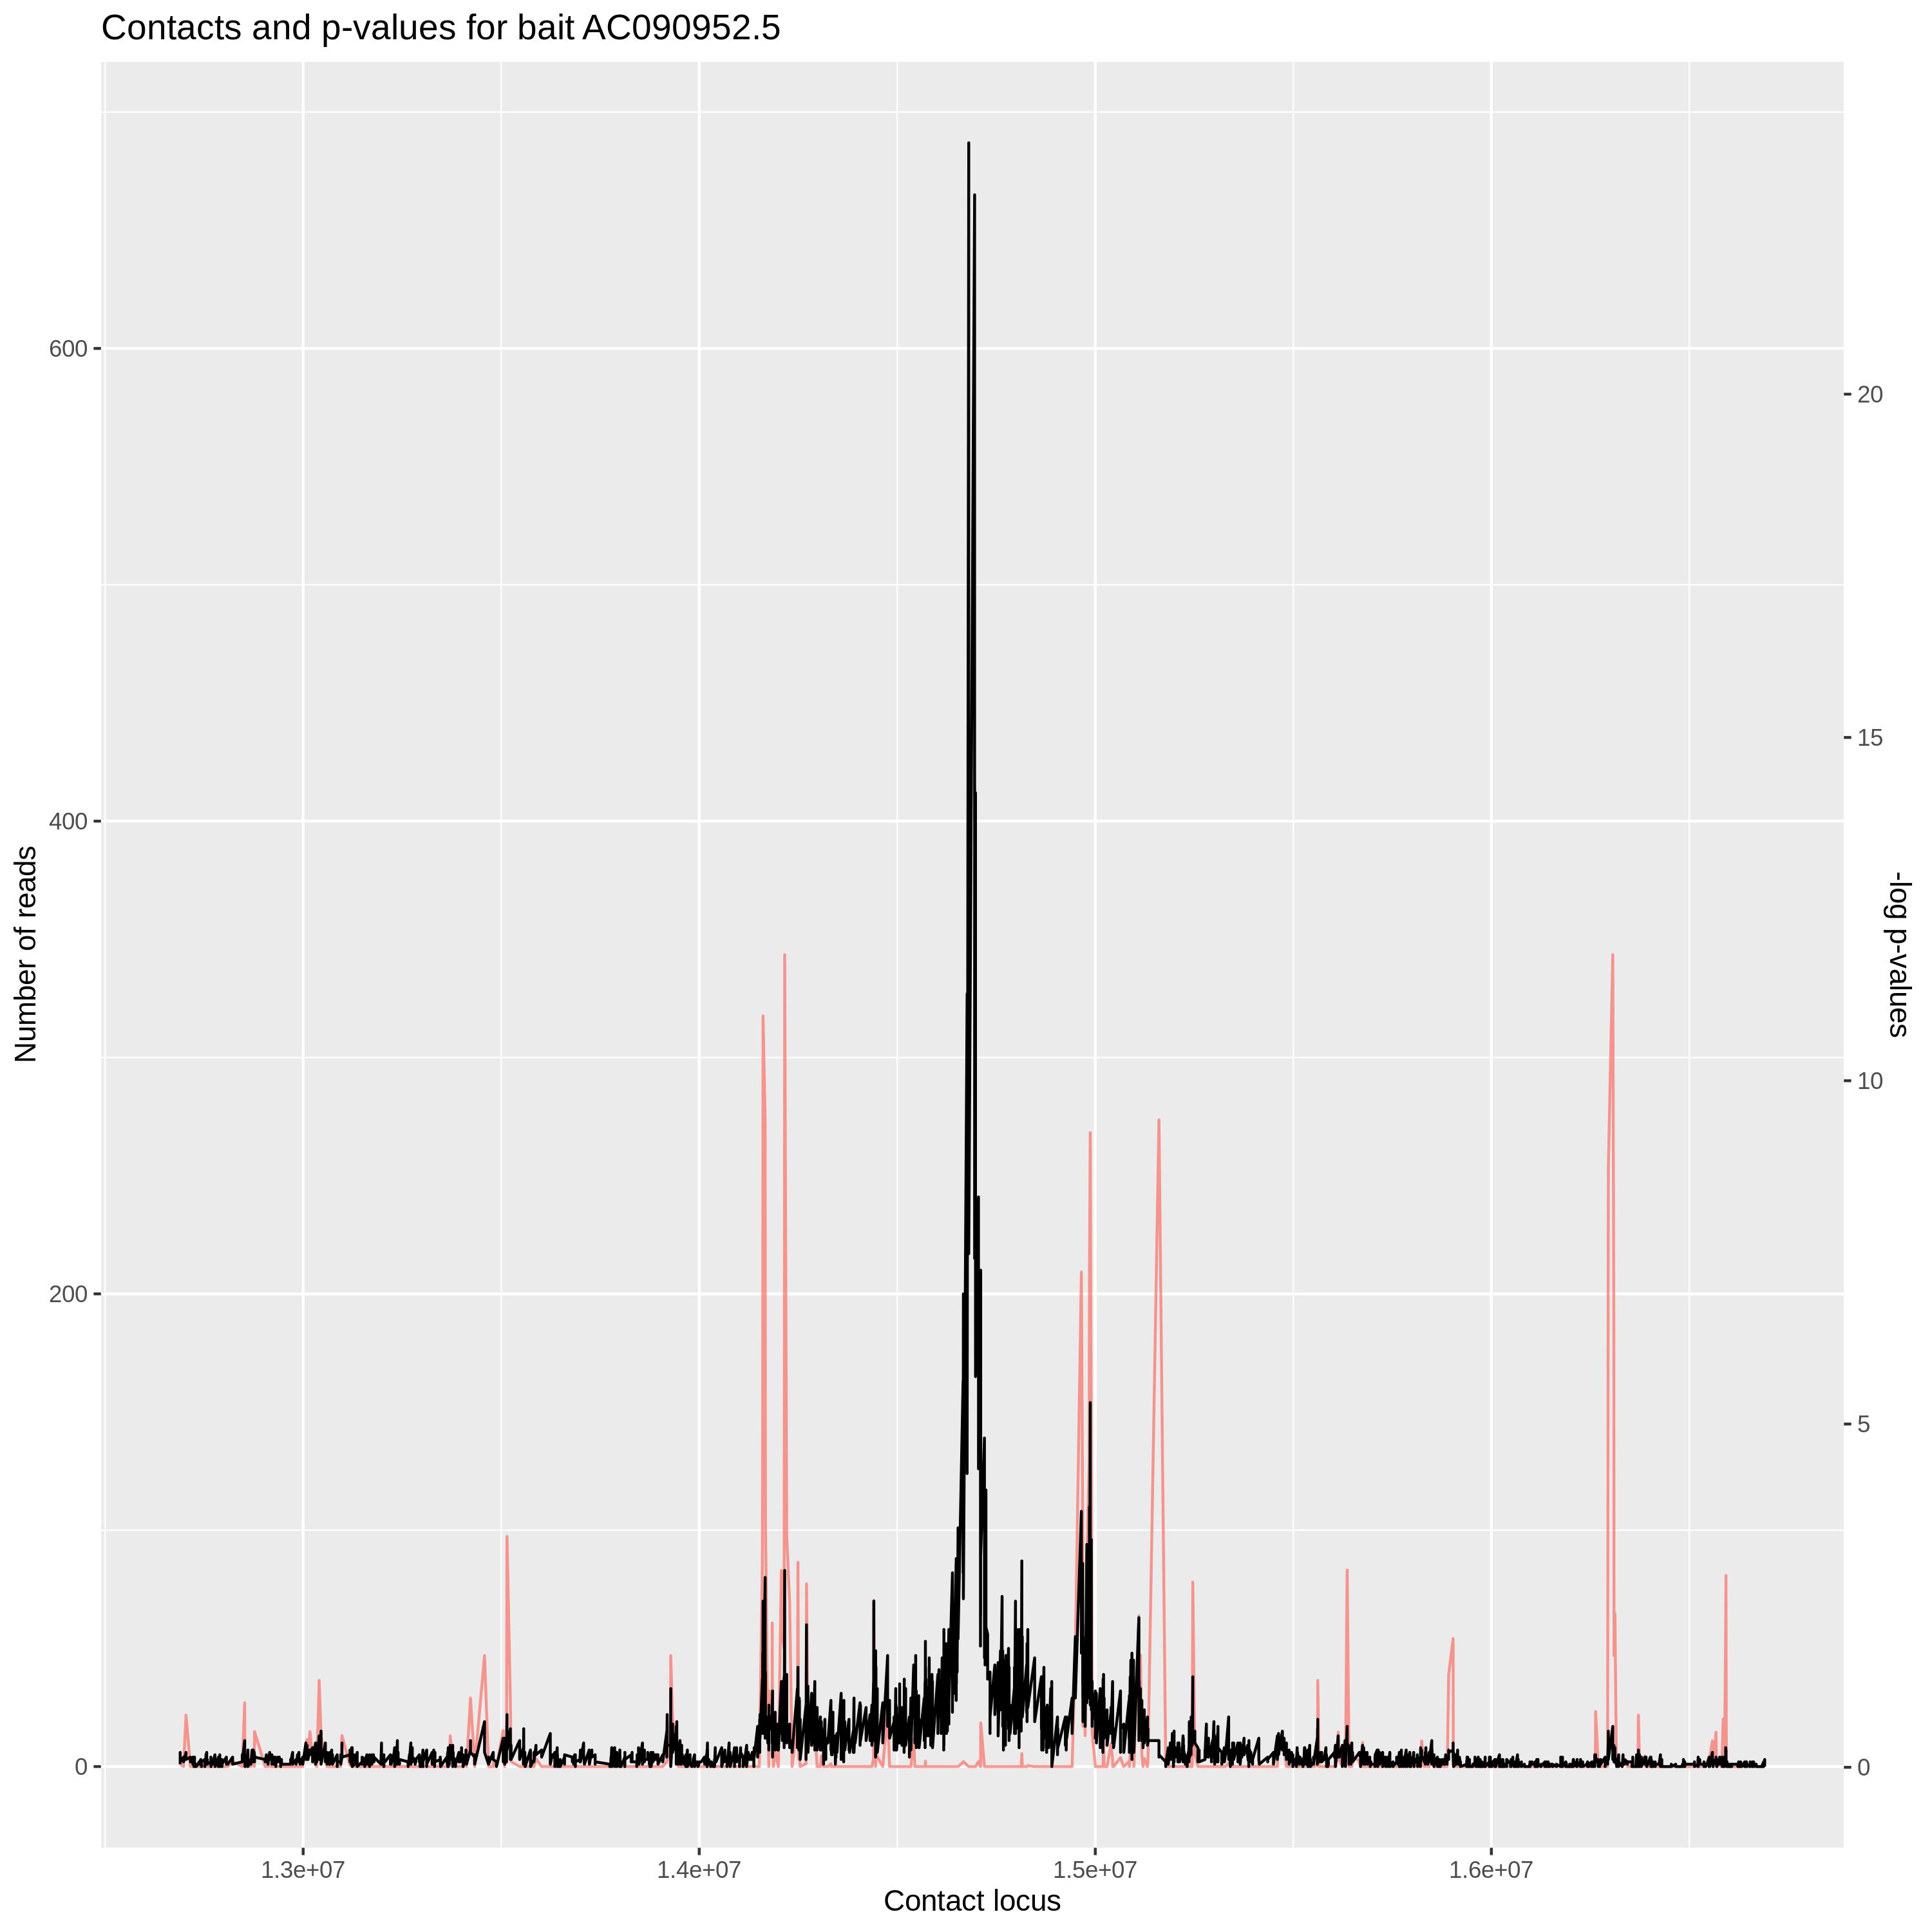 Contacts and p-values for bait AC090952.5
Number of reads
600
400
200
0
20
15
10
5
0
-log p-values
1.3e+07
1.4e+07
1.5e+07
1.6e+07
Contact locus